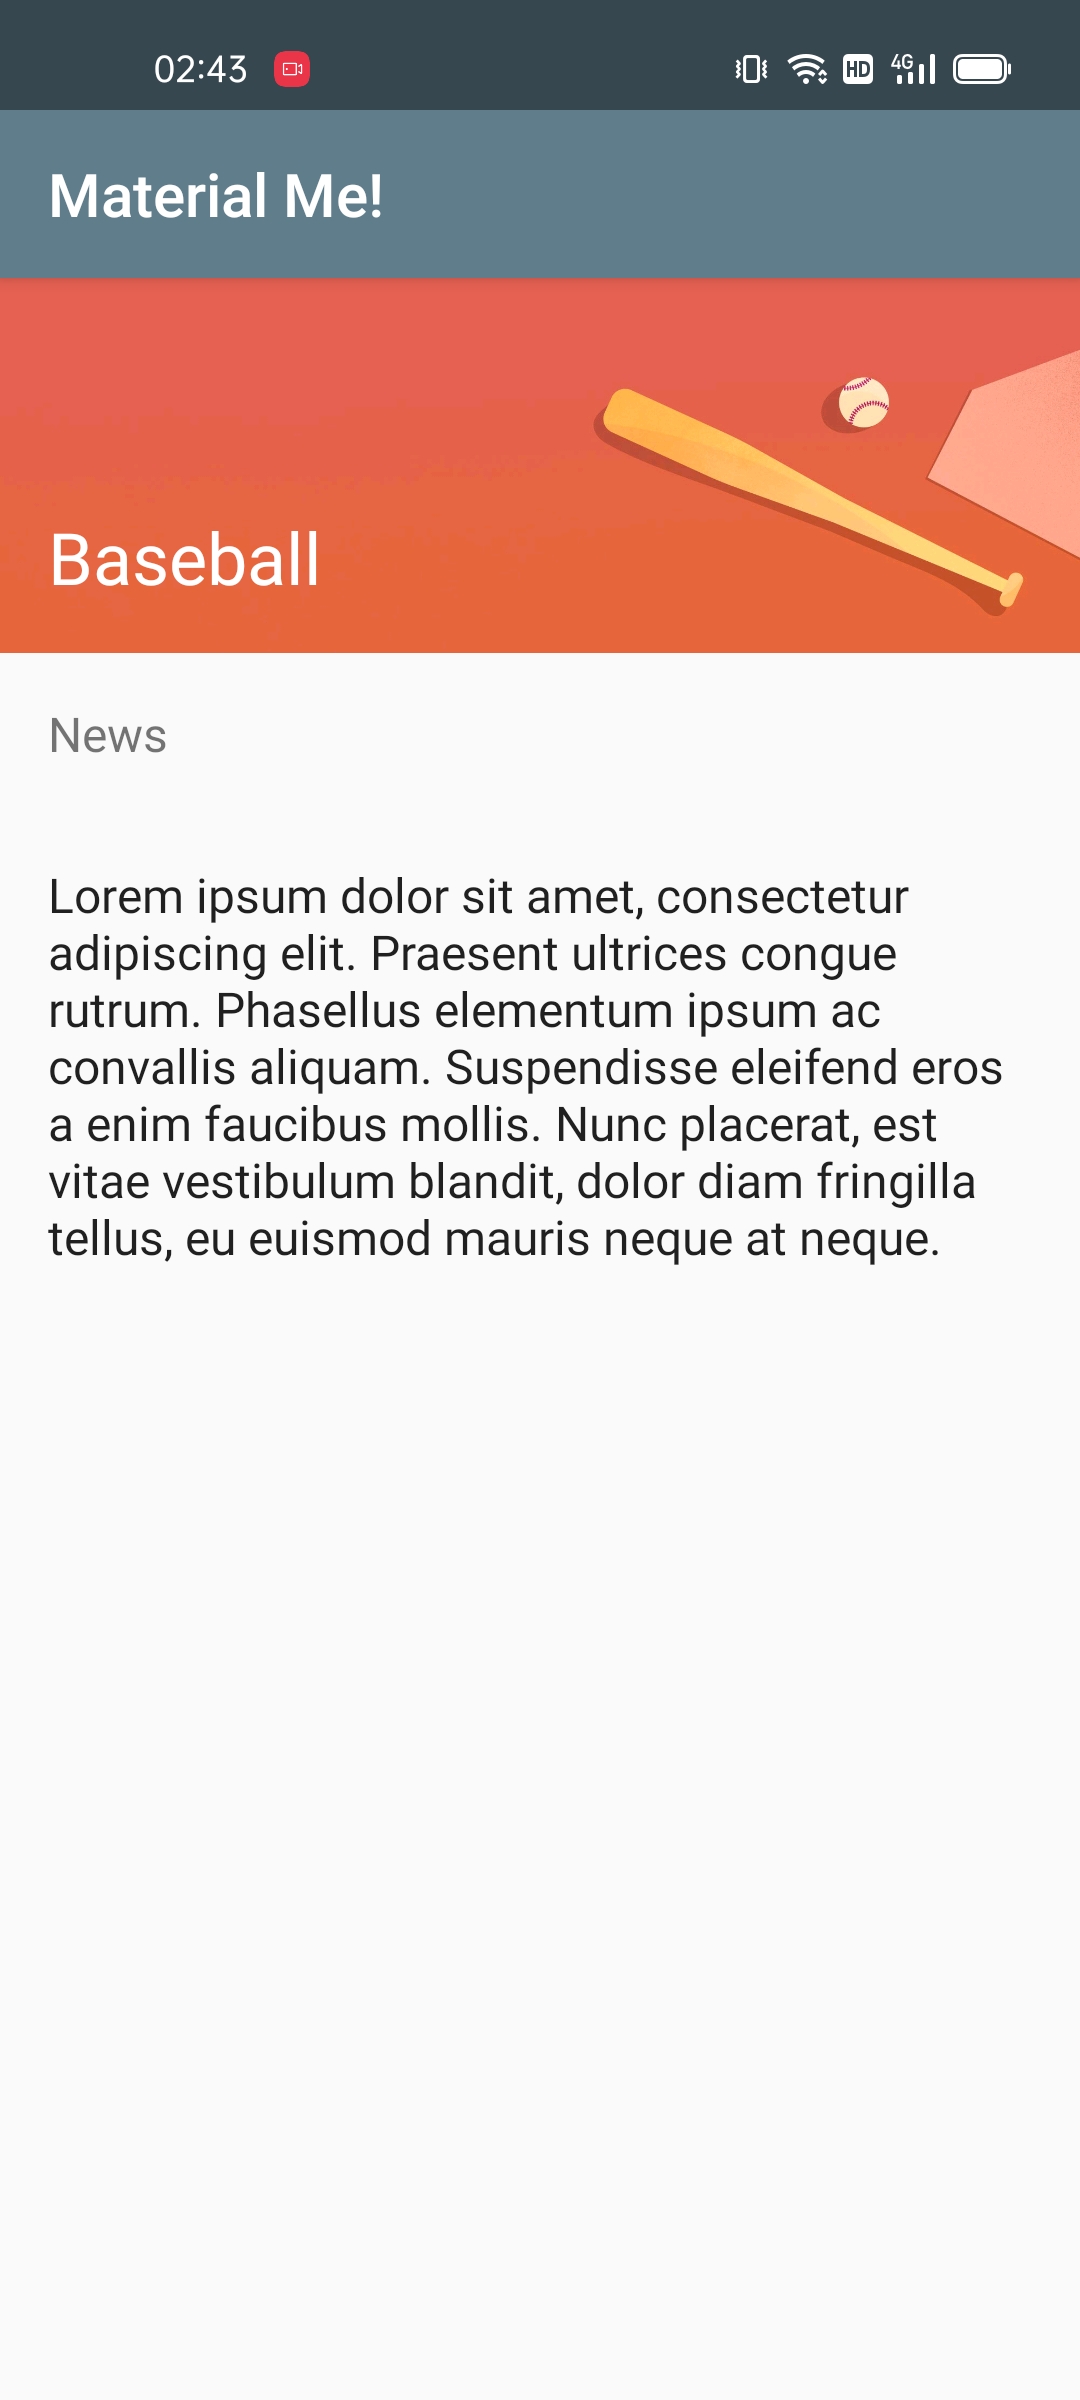 02:43
HD
4G
Material Me!
Baseball
News
Lorem ipsum dolor sit amet, consectetur
adipiscing elit. Praesent ultrices congue
rutrum. Phasellus elementum ipsum ac
convallis aliquam. Suspendisse eleifend eros
a enim faucibus mollis. Nunc placerat, est
vitae vestibulum blandit, dolor diam fringilla
tellus, eu euismod mauris neque at neque.